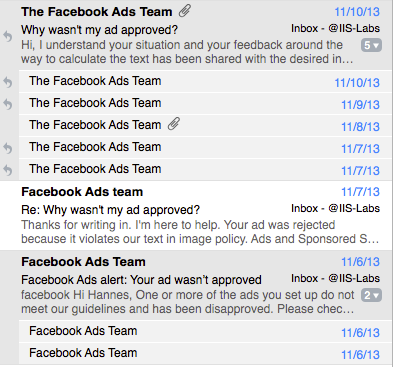 The Facebook Ads Team 11/10/13
Why wasn't my ad approved? Inbox - @IIS-Labs
Hi, I understand your situation and your feedback around the
way to calculate the text has been shared with the desired in… 5
The Facebook Ads Team 11/10/13
The Facebook Ads Team 11/9/13
The Facebook Ads Team 11/8/13
The Facebook Ads Team 11/7/13
The Facebook Ads Team 11/7/13
Facebook Ads team 11/7/13
Re: Why wasn't my ad approved? Inbox - @IIS-Labs
Thanks for writing in. I'm here to help. Your ad was rejected
because it violates our text in image policy. Ads and Sponsored S…
Facebook Ads Team 11/6/13
Facebook Ads alert: Your ad wasn’t approved Inbox - @IIS-Labs
facebook Hi Hannes, One or more of the ads you set up do not
meet our guidelines and has been disapproved. Please chec… 2
Facebook Ads Team 11/6/13
Facebook Ads Team 11/6/13